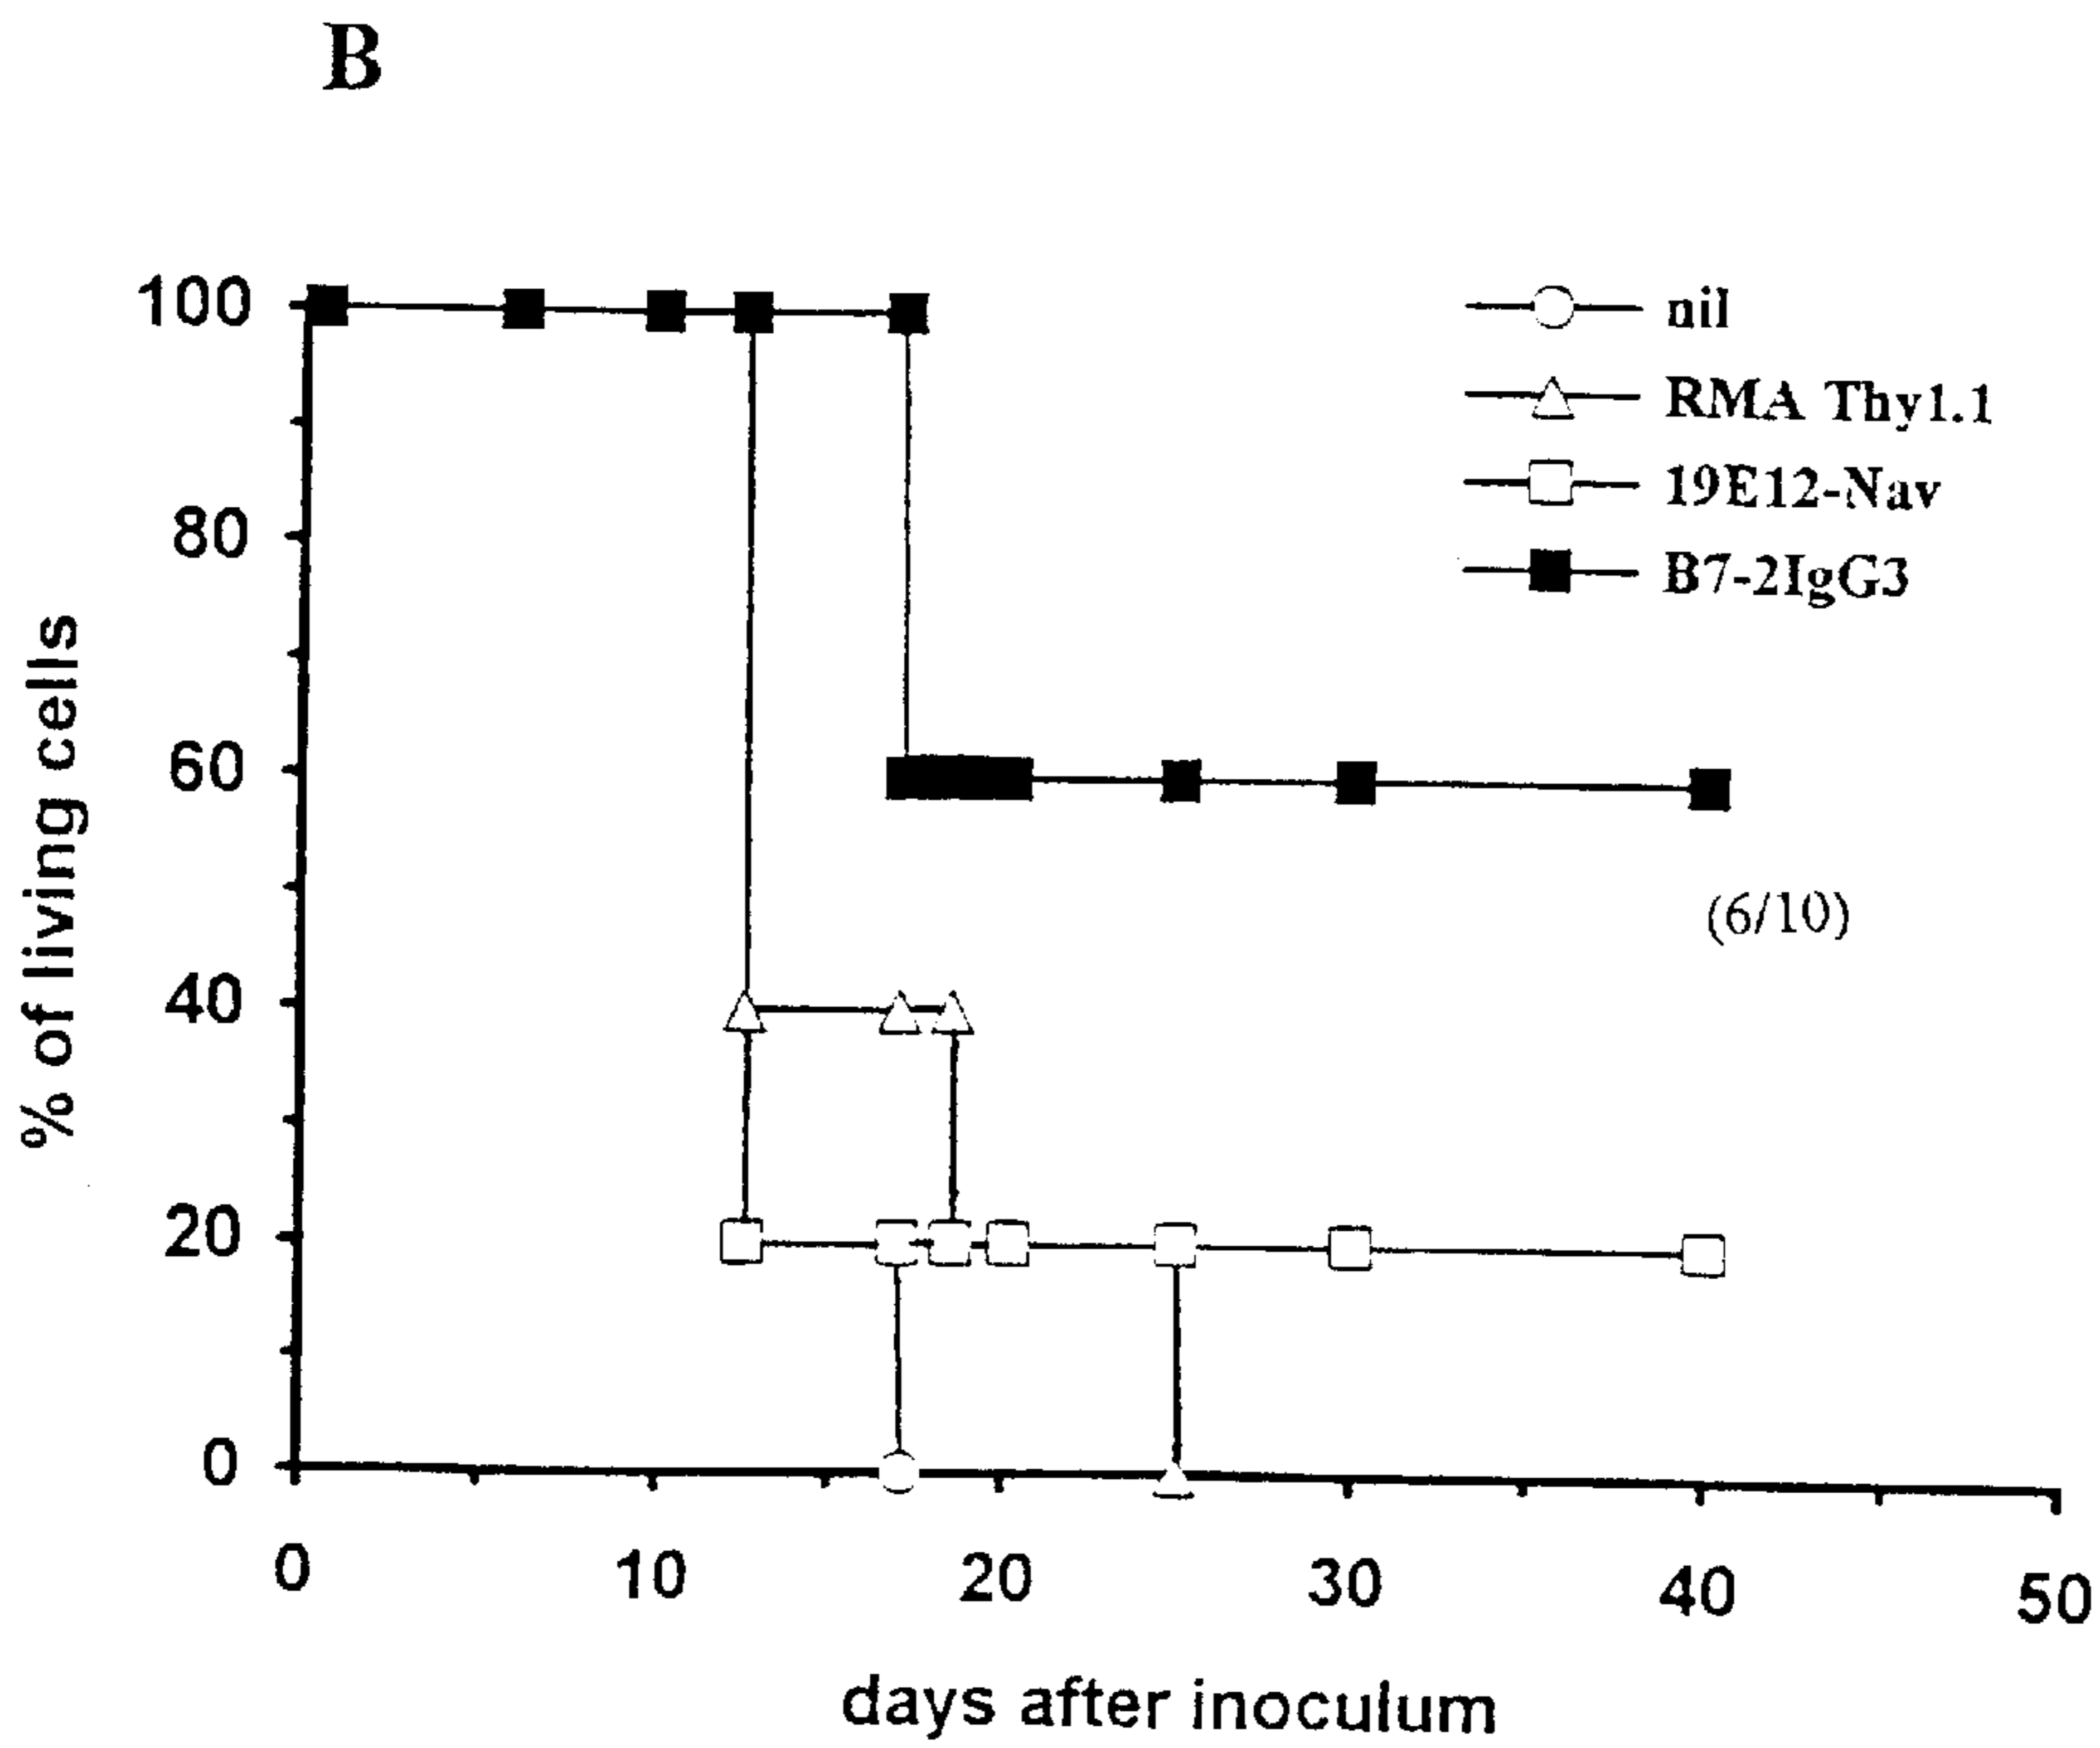 B
100
80
60
40
20
0
% of living cells
nil
RMA Thy1.1
19E12-Nav
B7-2IgG3
(6/10)
0 10 20 30 40 50
days after inoculum